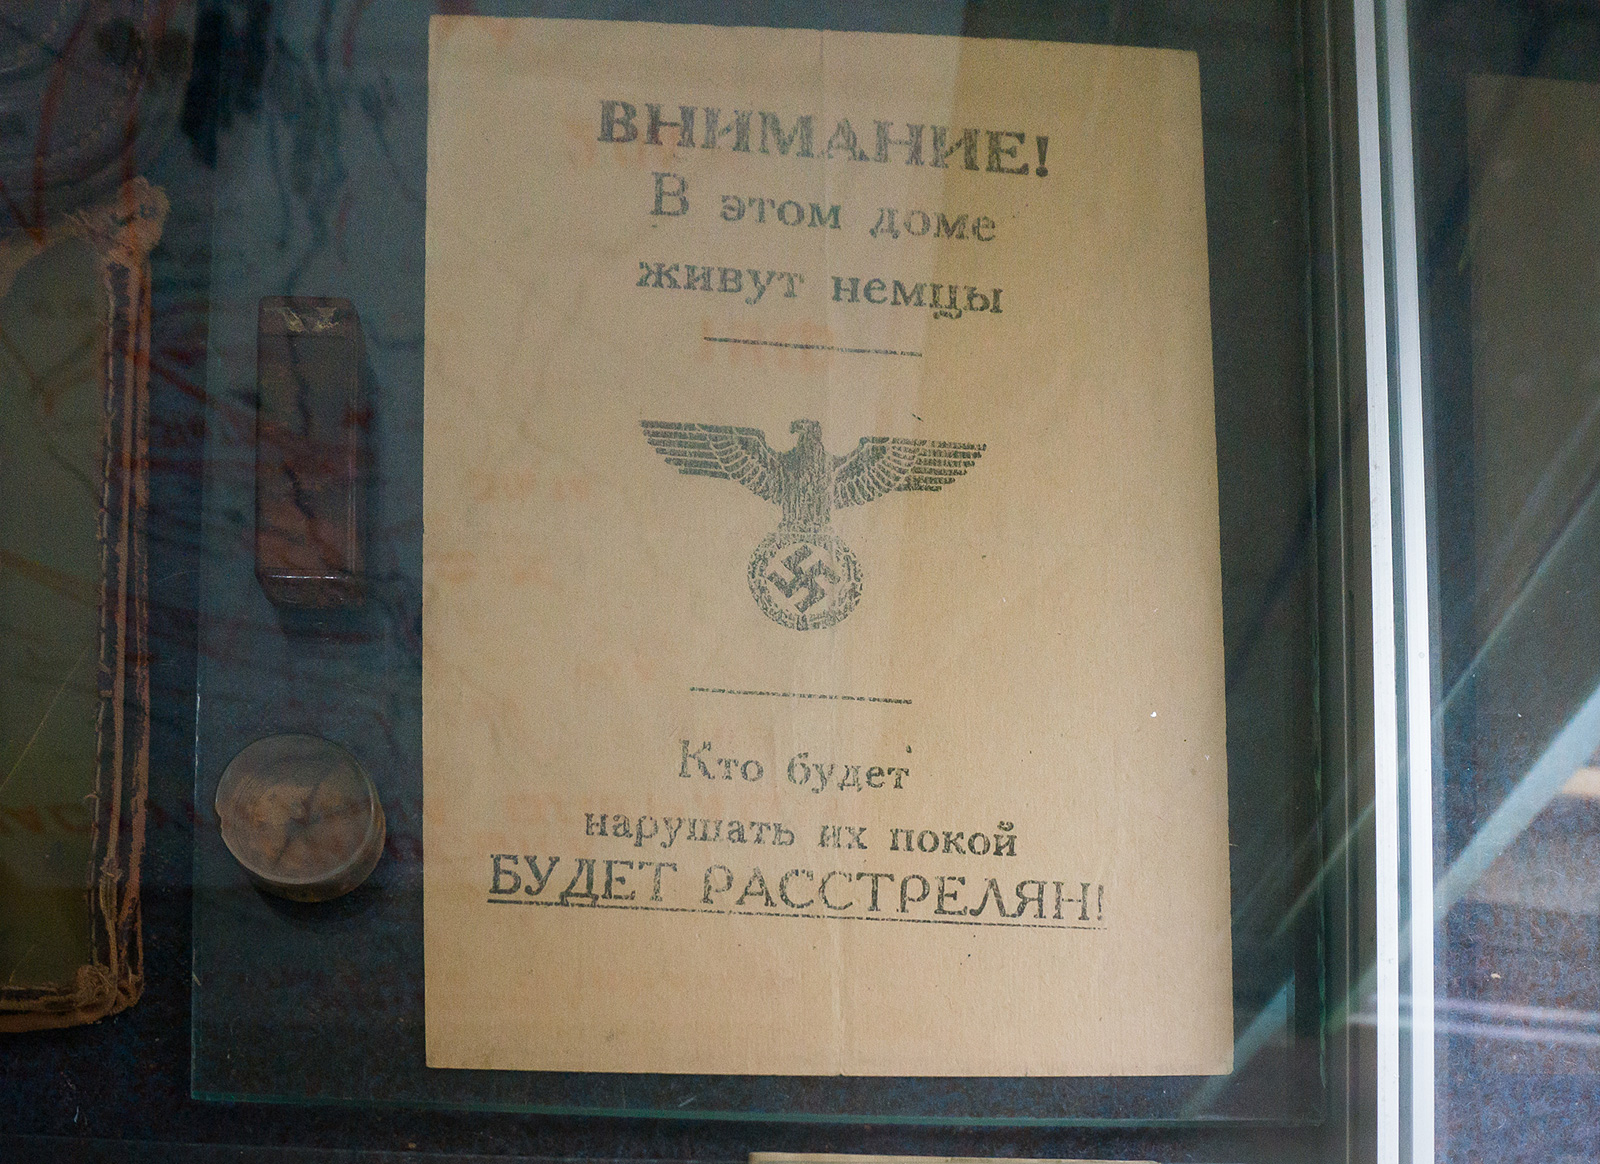 ВНИМАНИЕ!
В этом доме
живут немцы
Кто будет
нарушать их покой
БУДЕТ РАССТРЕЛЯН!